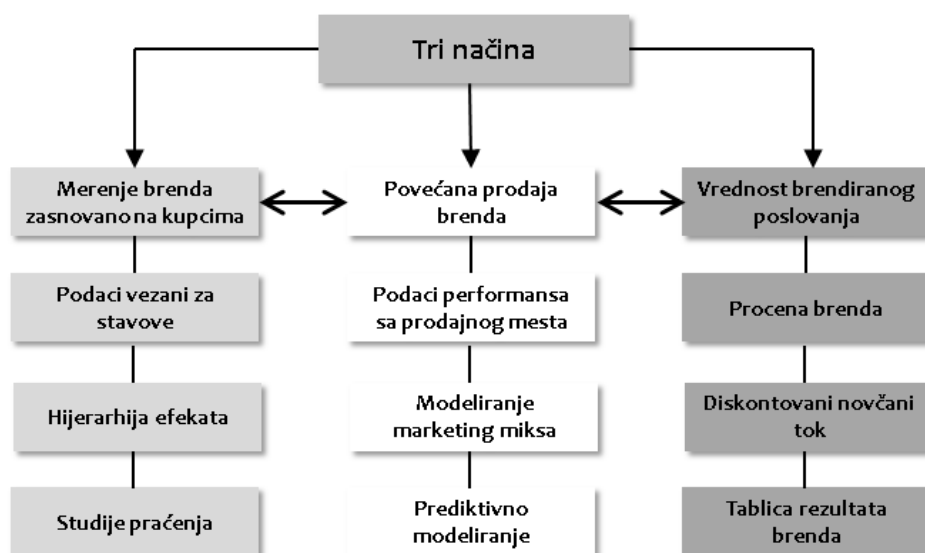 Tri načina
Merenje brenda
zasnovano na kupcima
Povećana prodaja
brenda
Vrednost brendiranog
poslovanja
Podaci vezani za
stavove
Podaci performansa
sa prodajnog mesta
Procena brenda
Hijerarhija efekata
Modeliranje
marketing miksa
Diskontovani novčani
tok
Studije praćenja
Prediktivno
modeliranje
Tablica rezultata
brenda